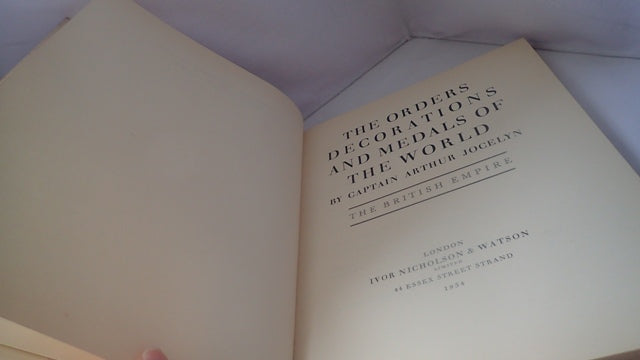 THE ORDERS
DECORATIONS
AND MEDALS OF
THE WORLD
BY CAPTAIN ARTHUR JOCELYN
THE BRITISH EMPIRE
LONDON
IVOR NICHOLSON & WATSON
LIMITED
44 ESSEX STREET STRAND
1934